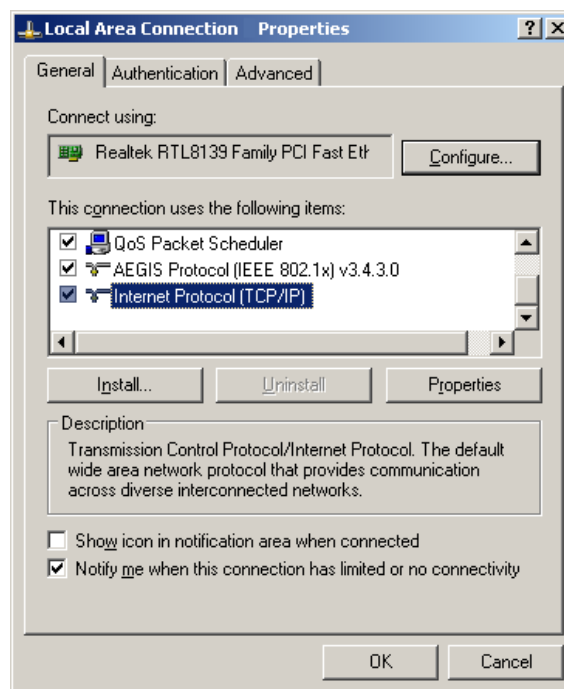 Local Area Connection Properties
General Authentication Advanced
Connect using:
Realtek RTL8139 Family PCI Fast Eth
Configure...
This connection uses the following items:
QoS Packet Scheduler
AEGIS Protocol (IEEE 802.1x) v3.4.3.0
Internet Protocol (TCP/IP)
Install... Uninstall Properties
Description
Transmission Control Protocol/Internet Protocol. The default
wide area network protocol that provides communication
across diverse interconnected networks.
Show icon in notification area when connected
Notify me when this connection has limited or no connectivity
OK Cancel